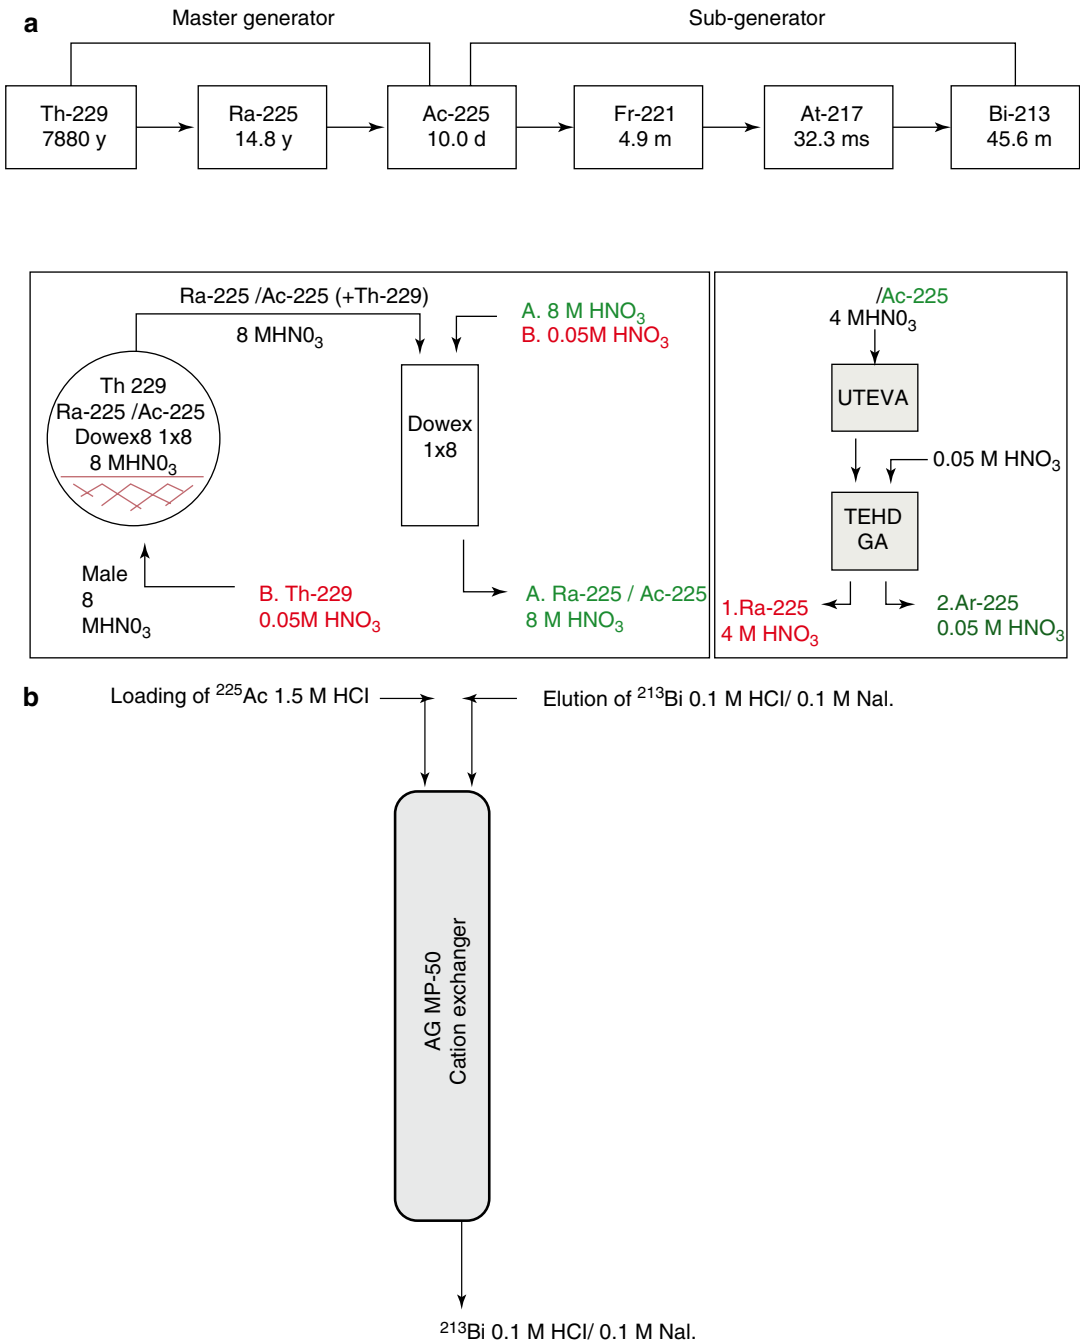 a
Master generator
Sub-generator
Th-229
7880 y
Ra-225
14.8 y
Ac-225
10.0 d
Fr-221
4.9 m
At-217
32.3 ms
Bi-213
45.6 m
Ra-225 /Ac-225 (+Th-229)
8 MHN0₃
A. 8 M HNO₃
B. 0.05M HNO₃
Th 229
Ra-225 /Ac-225
Dowex8 1x8
8 MHN0₃
Dowex
1x8
Male
8
MHN0₃
B. Th-229
0.05M HNO₃
A. Ra-225 / Ac-225
8 M HNO₃
/Ac-225
4 MHN0₃
UTEVA
0.05 M HNO₃
TEHD
GA
1.Ra-225
4 M HNO₃
2.Ar-225
0.05 M HNO₃
b
Loading of ²²⁵Ac 1.5 M HCl
Elution of ²¹³Bi 0.1 M HCl/ 0.1 M Nal.
AG MP-50
Cation exchanger
²¹³Bi 0.1 M HCl/ 0.1 M Nal.